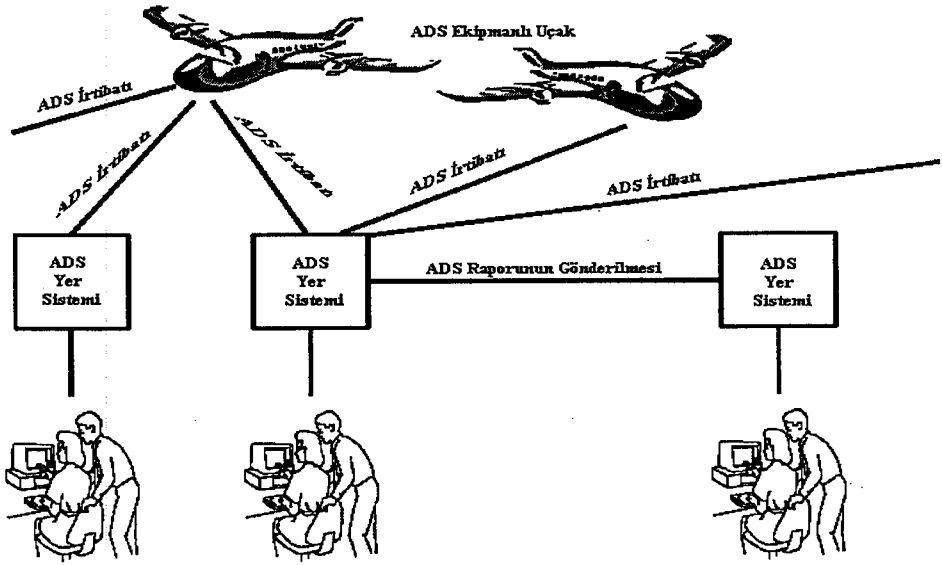 ADS Ekipmanlı Uçak
ADS İrtibatı
ADS İrtibatı
ADS İrtibatı
ADS İrtibatı
ADS İrtibatı
ADS
Yer
Sistemi
ADS
Yer
Sistemi
ADS Raporunun Gönderilmesi
ADS
Yer
Sistemi